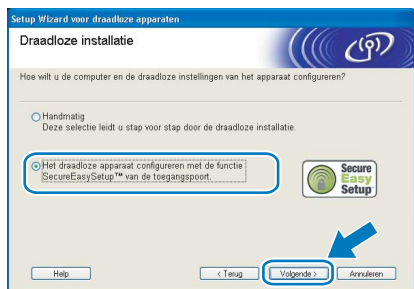 Setup Wizard voor draadloze apparaten
Draadloze installatie
Hoe wilt u de computer en de draadloze instellingen van het apparaat configureren?
Handmatig
Deze selectie leidt u stap voor stap door de draadloze installatie.
Het draadloze apparaat configureren met de functie
SecureEasySetup™ van de toegangspoort.
Secure
Easy
Setup
Help
< Terug
Volgende >
Annuleren